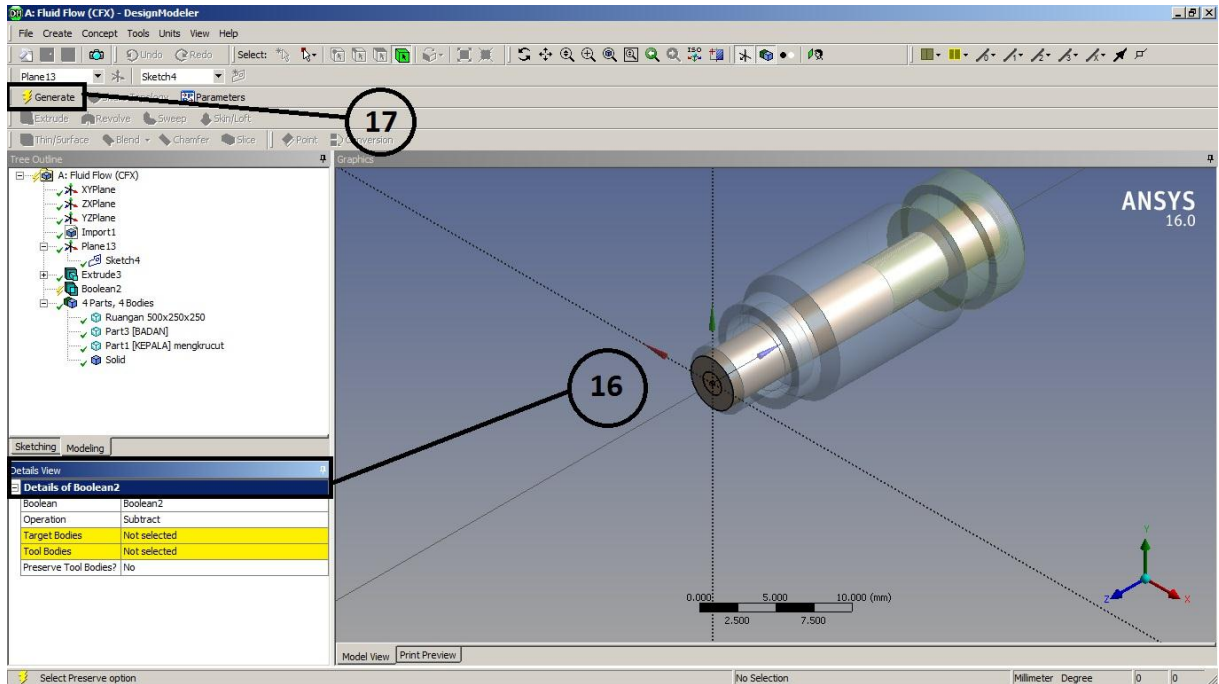 A: Fluid Flow (CFX) - DesignModeler
File Create Concept Tools Units View Help
Undo Redo Select:
Plane13 Sketch4
Generate Parameters
Extrude Revolve Sweep Skin/Loft
Thin/Surface Blend Chamfer Slice Point Conversion
17
Tree Outline
Graphics
A: Fluid Flow (CFX)
XYPlane
ZXPlane
YZPlane
Import1
Plane13
Sketch4
Extrude3
Boolean2
4 Parts, 4 Bodies
Ruangan 500x250x250
Part3 [BADAN]
Part1 [KEPALA] mengkrucut
Solid
Sketching Modeling
Details View
Details of Boolean2
Boolean Boolean2
Operation Subtract
Target Bodies Not selected
Tool Bodies Not selected
Preserve Tool Bodies? No
ANSYS
16.0
16
0.000 5.000 10.000 (mm)
2.500 7.500
Y
Z X
Model View Print Preview
Select Preserve option No Selection Millimeter Degree 0 0